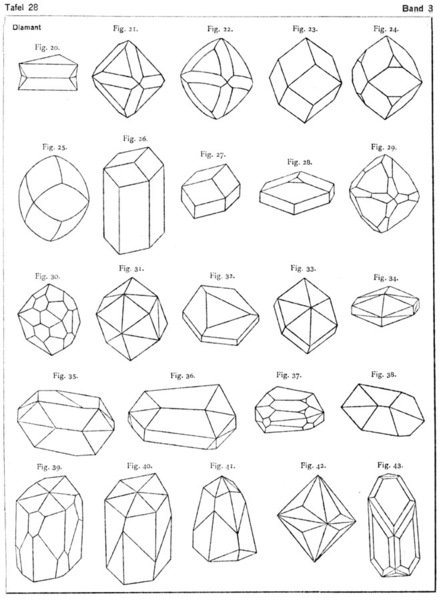 Tafel 28 Band 3
Diamant
Fig. 20. Fig. 21. Fig. 22. Fig. 23. Fig. 24.
Fig. 25. Fig. 26. Fig. 27. Fig. 28. Fig. 29.
Fig. 30. Fig. 31. Fig. 32. Fig. 33. Fig. 34.
Fig. 35. Fig. 36. Fig. 37. Fig. 38.
Fig. 39. Fig. 40. Fig. 41. Fig. 42. Fig. 43.